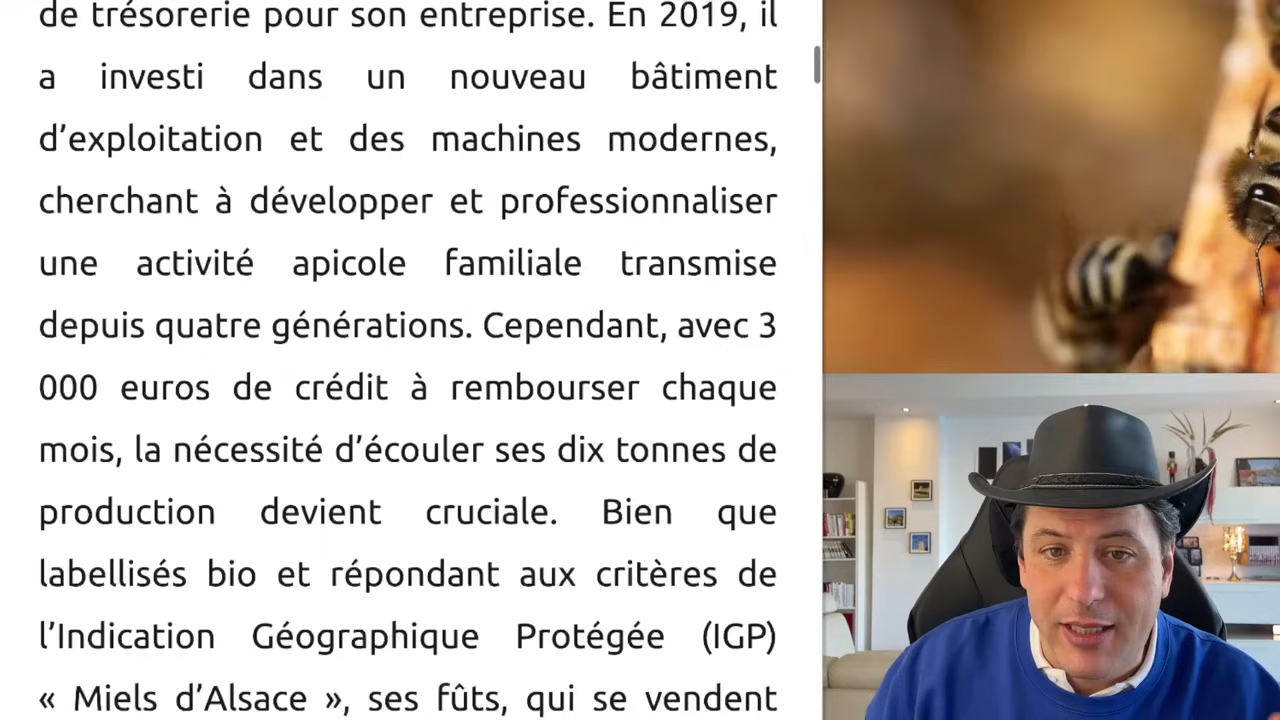 de trésorerie pour son entreprise. En 2019, il
a investi dans un nouveau bâtiment
d’exploitation et des machines modernes,
cherchant à développer et professionnaliser
une activité apicole familiale transmise
depuis quatre générations. Cependant, avec 3
000 euros de crédit à rembourser chaque
mois, la nécessité d’écouler ses dix tonnes de
production devient cruciale. Bien que
labellisés bio et répondant aux critères de
l’Indication Géographique Protégée (IGP)
« Miels d’Alsace », ses fûts, qui se vendent